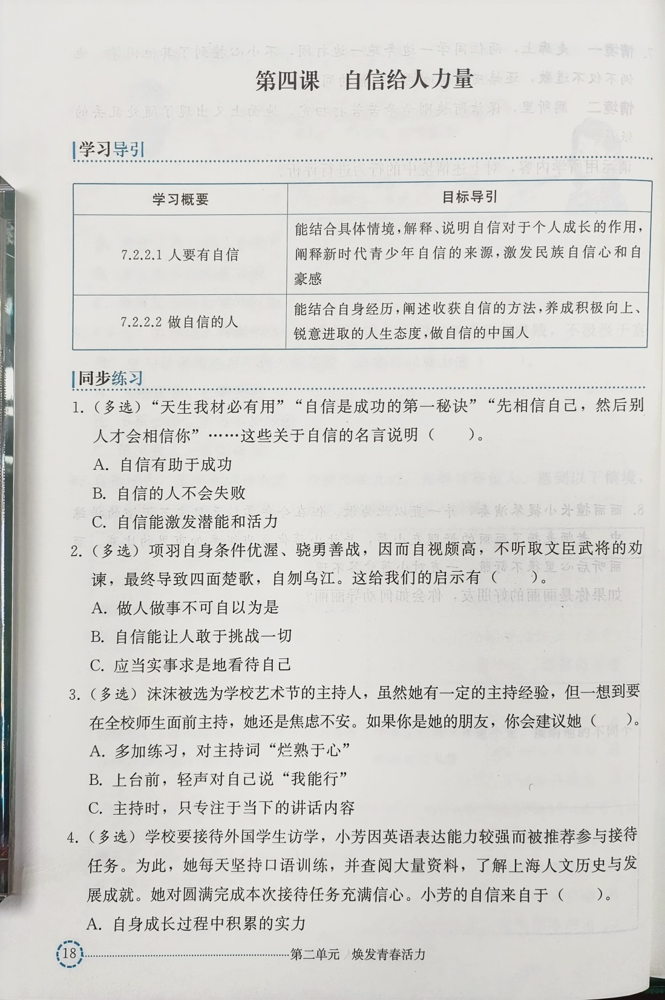 第四课 自信给人力量
学习导引
学习概要
目标导引
7.2.2.1 人要有自信
能结合具体情境,解释、说明自信对于个人成长的作用,
阐释新时代青少年自信的来源,激发民族自信心和自
豪感
7.2.2.2 做自信的人
能结合自身经历,阐述收获自信的方法,养成积极向上、
锐意进取的人生态度,做自信的中国人
同步练习
1.（多选）“天生我材必有用”“自信是成功的第一秘诀”“先相信自己，然后别
人才会相信你”……这些关于自信的名言说明（  ）。
A. 自信有助于成功
B. 自信的人不会失败
C. 自信能激发潜能和活力
2.（多选）项羽自身条件优渥、骁勇善战，因而自视颇高，不听取文臣武将的劝
谏，最终导致四面楚歌，自刎乌江。这给我们的启示有（  ）。
A. 做人做事不可自以为是
B. 自信能让人敢于挑战一切
C. 应当实事求是地看待自己
3.（多选）沫沫被选为学校艺术节的主持人，虽然她有一定的主持经验，但一想到要
在全校师生面前主持，她还是焦虑不安。如果你是她的朋友，你会建议她（  ）。
A. 多加练习，对主持词“烂熟于心”
B. 上台前，轻声对自己说“我能行”
C. 主持时，只专注于当下的讲话内容
4.（多选）学校要接待外国学生访学，小芳因英语表达能力较强而被推荐参与接待
任务。为此，她每天坚持口语训练，并查阅大量资料，了解上海人文历史与发
展成就。她对圆满完成本次接待任务充满信心。小芳的自信来自于（  ）。
A. 自身成长过程中积累的实力
18 第二单元 焕发青春活力